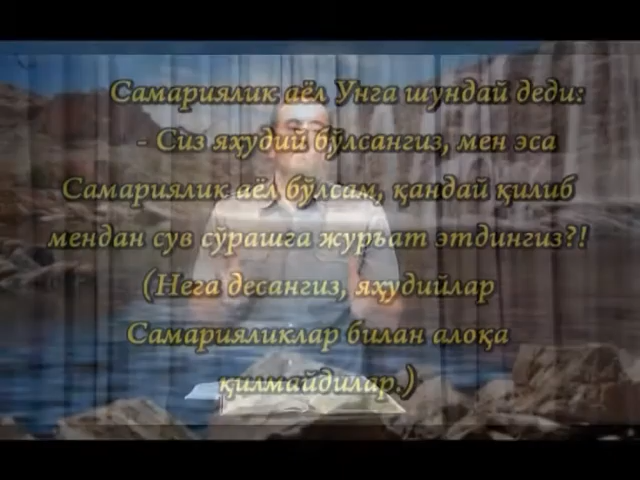 Самариялик аёл Унга шундай деди:
- Сиз яҳудий бўлсангиз, мен эса
Самариялик аёл бўлсам, қандай қилиб
мендан сув сўрашга журъат этдингиз?!
(Нега десангиз, яҳудийлар
Самарияликлар билан алоқа
қилмайдилар.)